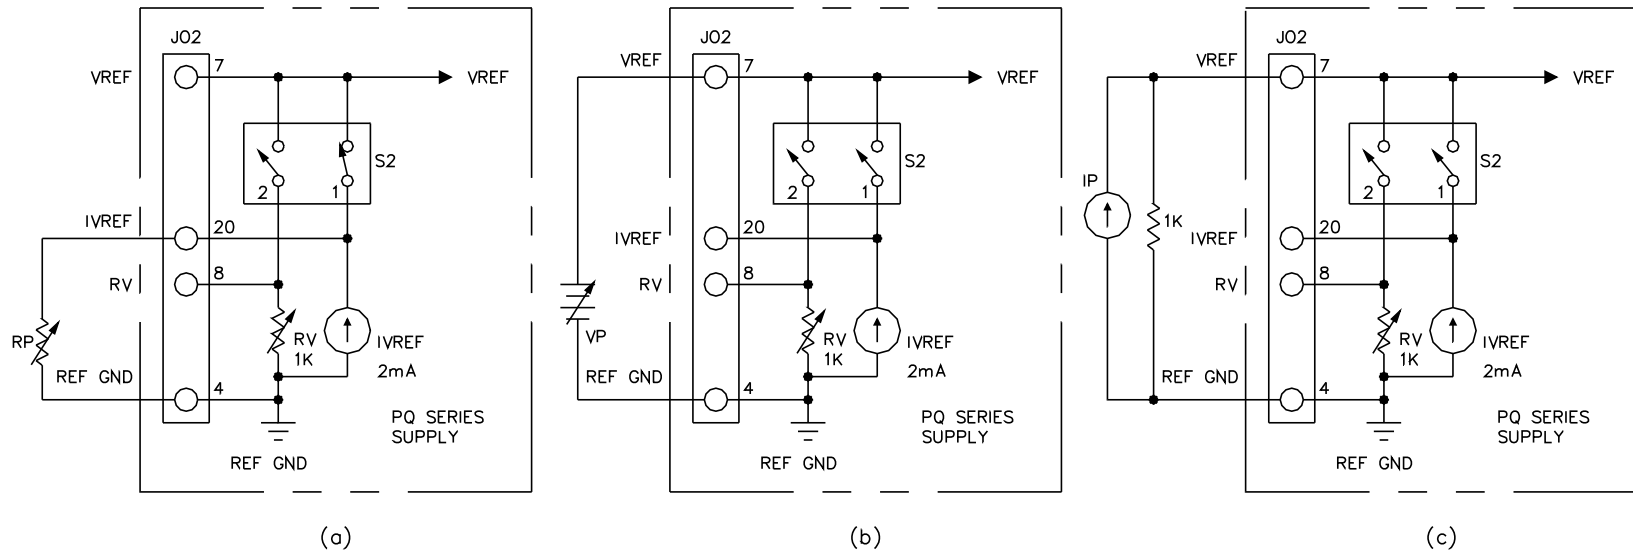 JO2
VREF
7
VREF
S2
2
1
IVREF
20
RV
8
RP
RV
1K
IVREF
2mA
REF GND
4
PQ SERIES
SUPPLY
REF GND
(a)
JO2
VREF
7
VREF
S2
2
1
IVREF
20
RV
8
VP
RV
1K
IVREF
2mA
REF GND
4
PQ SERIES
SUPPLY
REF GND
(b)
JO2
VREF
7
VREF
S2
2
1
IP
1K
IVREF
20
RV
8
RV
1K
IVREF
2mA
REF GND
4
PQ SERIES
SUPPLY
REF GND
(c)